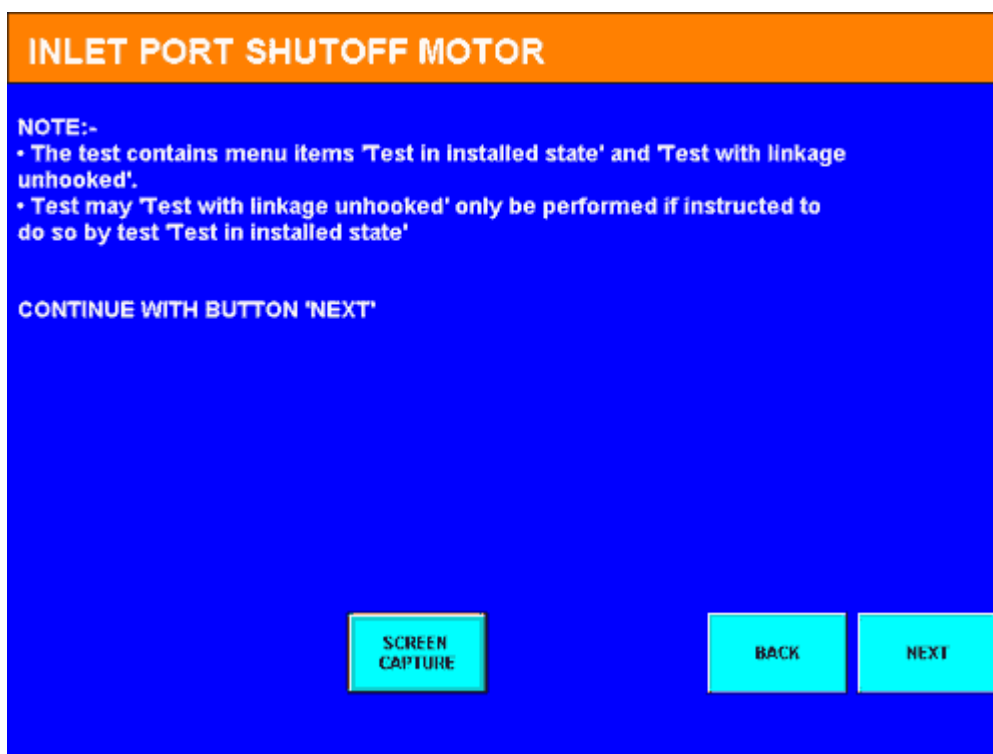 INLET PORT SHUTOFF MOTOR
NOTE:-
• The test contains menu items 'Test in installed state' and 'Test with linkage
unhooked'.
• Test may 'Test with linkage unhooked' only be performed if instructed to
do so by test 'Test in installed state'
CONTINUE WITH BUTTON 'NEXT'
SCREEN
CAPTURE
BACK
NEXT